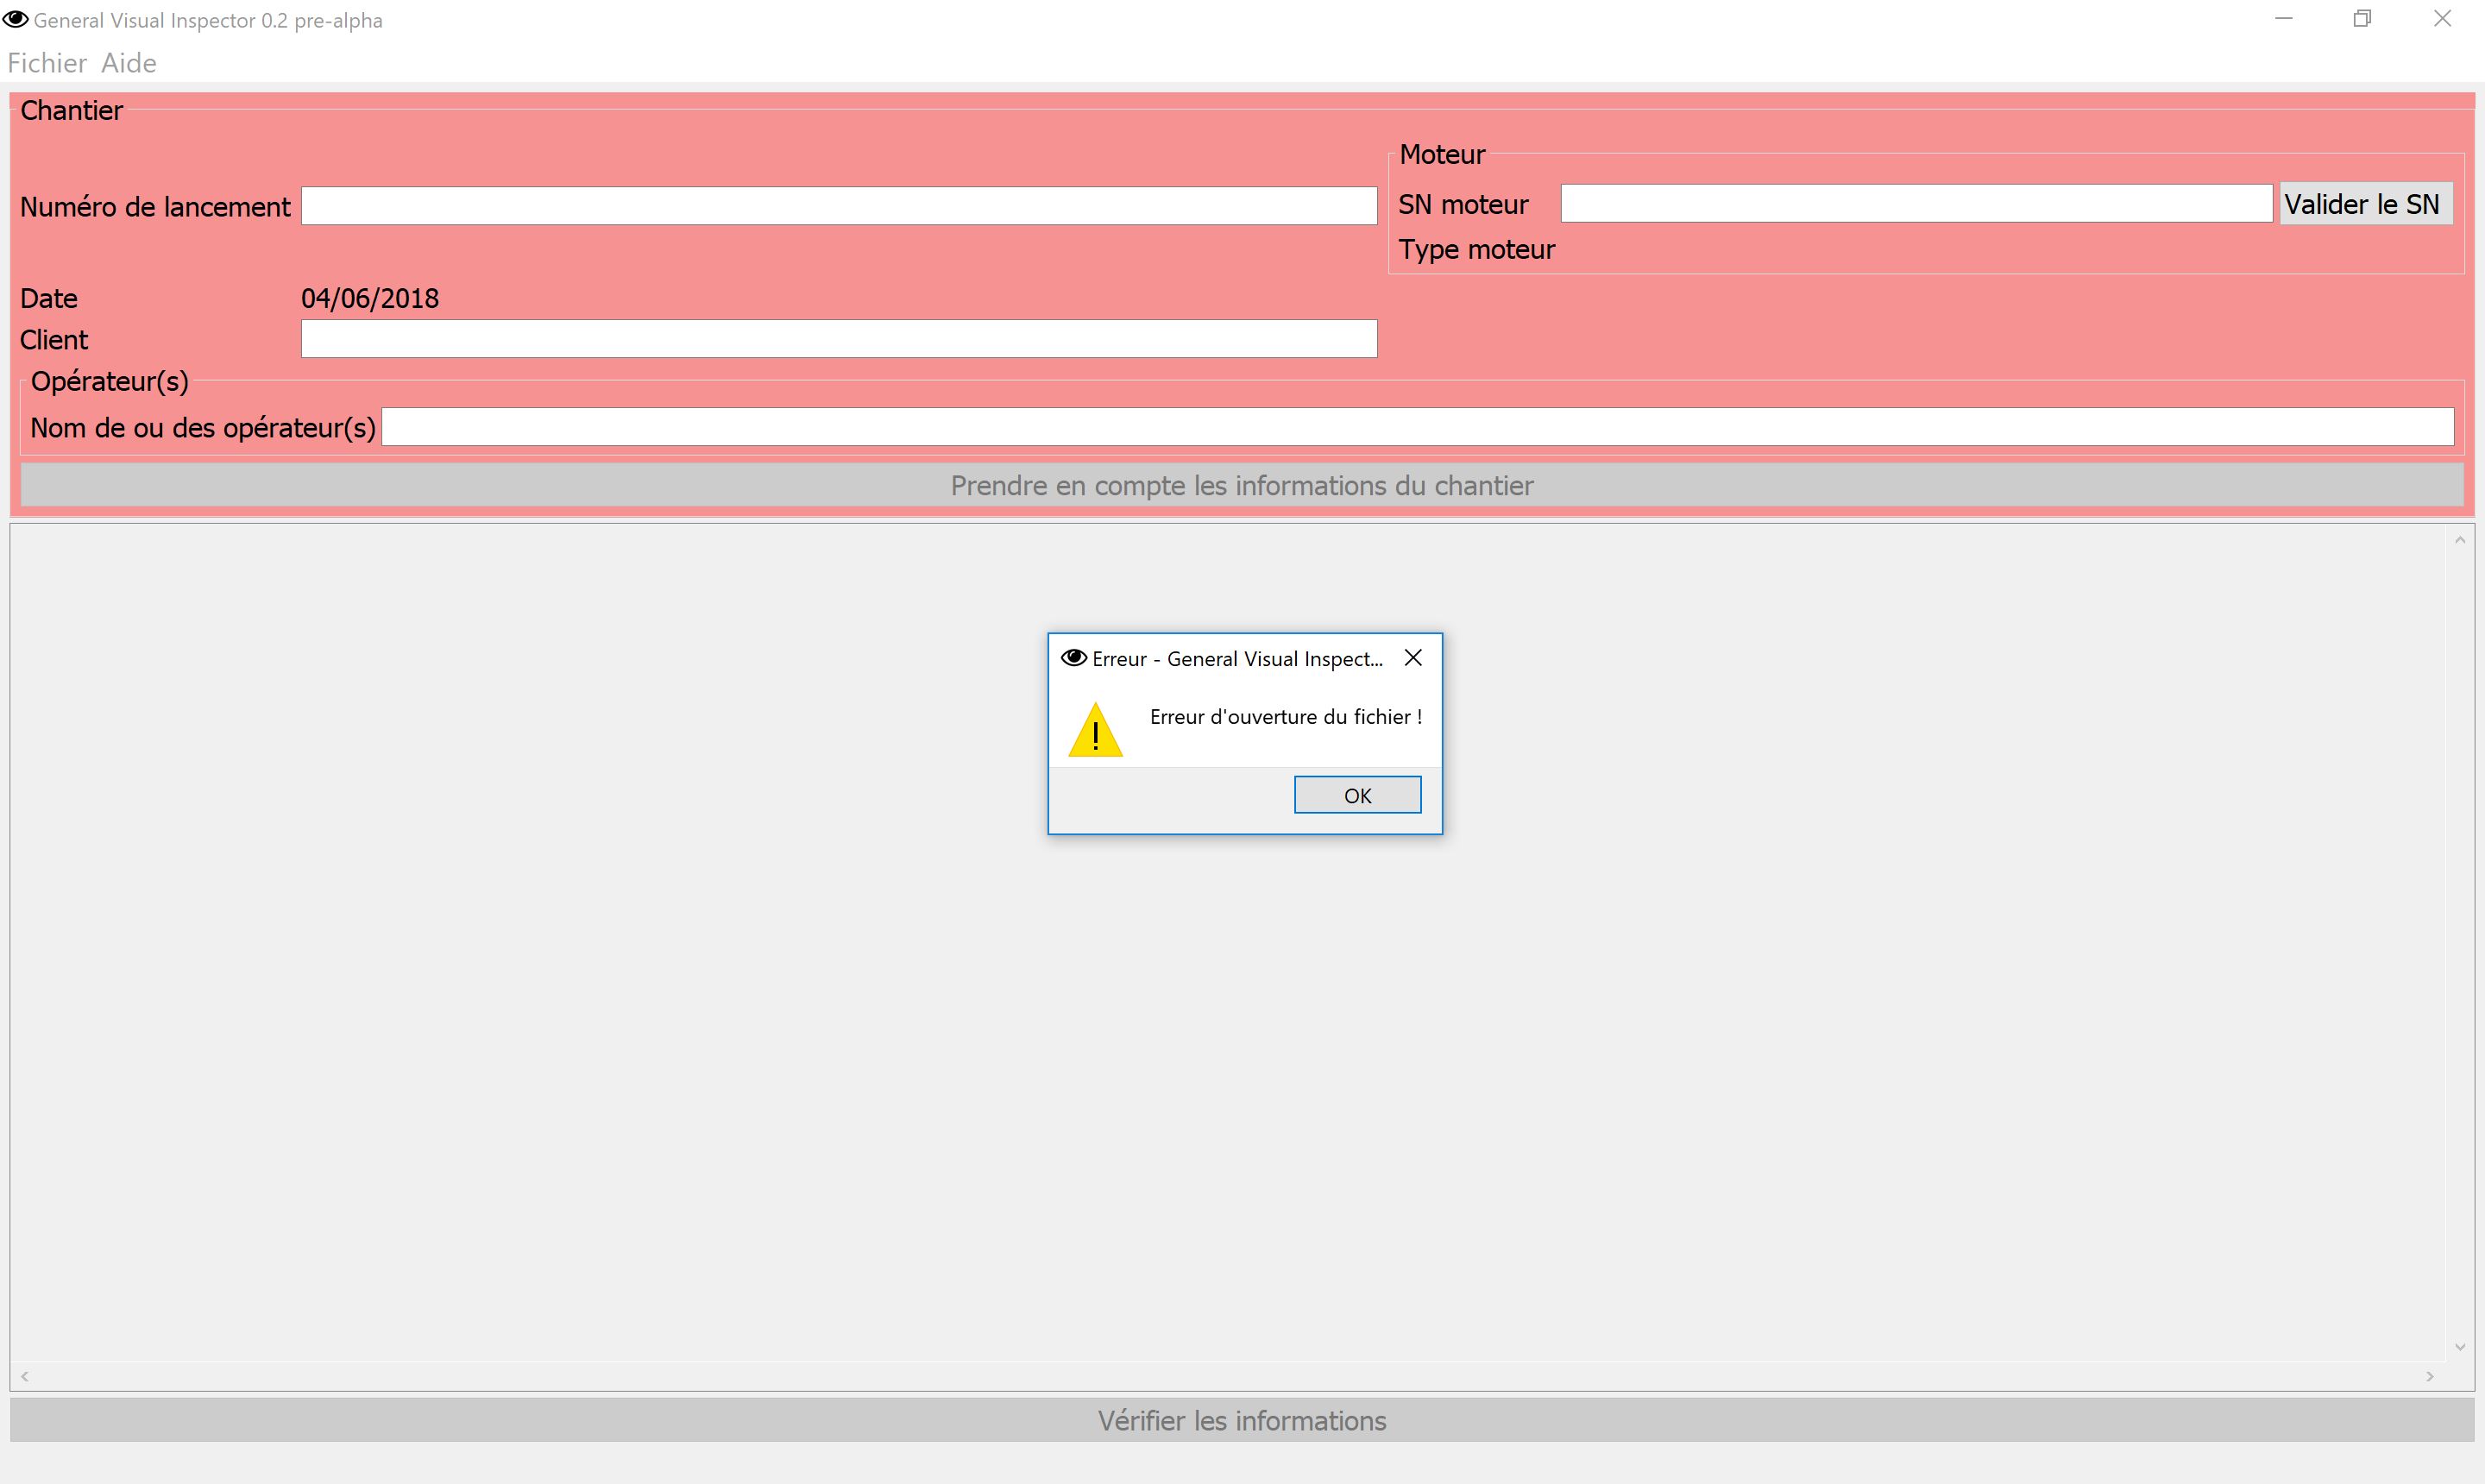 General Visual Inspector 0.2 pre-alpha
Fichier Aide
Chantier
Moteur
Numéro de lancement
SN moteur
Valider le SN
Type moteur
Date 04/06/2018
Client
Opérateur(s)
Nom de ou des opérateur(s)
Prendre en compte les informations du chantier
Erreur - General Visual Inspect...
Erreur d'ouverture du fichier !
OK
Vérifier les informations